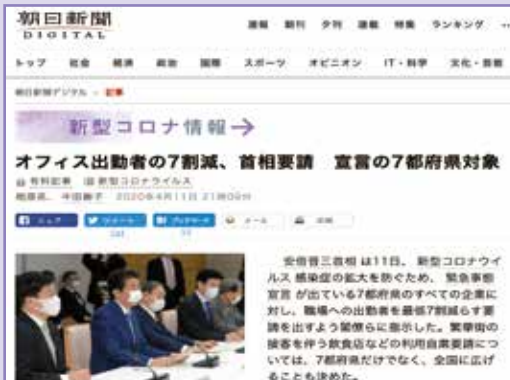 朝日新聞
DIGITAL
速報 朝刊 夕刊 連載 特集 ランキング
トップ 社会 経済 政治 国際 スポーツ オピニオン IT・科学 文化・芸能
朝日新聞デジタル 記事
新型コロナ情報→
オフィス出勤者の7割減、首相要請 宣言の7都府県対象
有料記事 新型コロナウイルス
2020年4月11日 21時09分
シェア ツイート ブックマーク メール 印刷
安倍晋三首相 は11日、 新型コロナウイ
ルス 感染症の拡大を防ぐため、 緊急事態
宣言 が出ている7都府県のすべての企業に
対し、職場への出勤者を最低7割減らす要
請を出すよう閣僚らに指示した。繁華街の
接客を伴う飲食店などの利用自粛要請につ
いては、7都府県だけでなく、全国に広げ
ることも決めた。